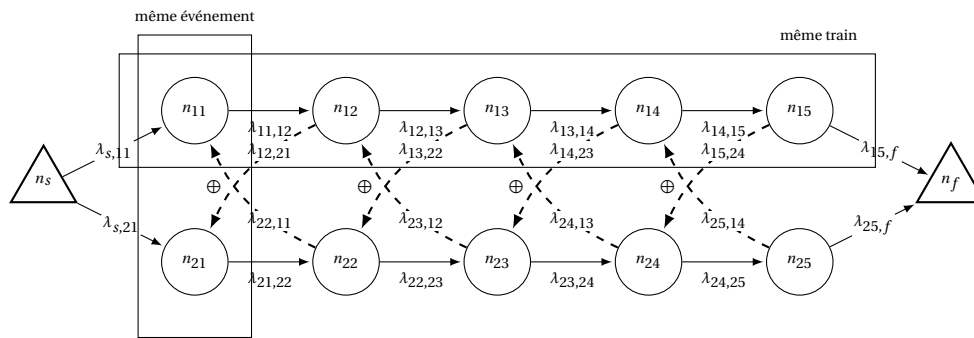 même événement
même train
n11 n12 n13 n14 n15
λ11,12 λ12,13 λ13,14 λ14,15
λs,11 λ12,21 λ13,22 λ14,23 λ15,24 λ15,f
ns ⊕ ⊕ ⊕ ⊕ nf
λs,21 λ22,11 λ23,12 λ24,13 λ25,14 λ25,f
n21 n22 n23 n24 n25
λ21,22 λ22,23 λ23,24 λ24,25